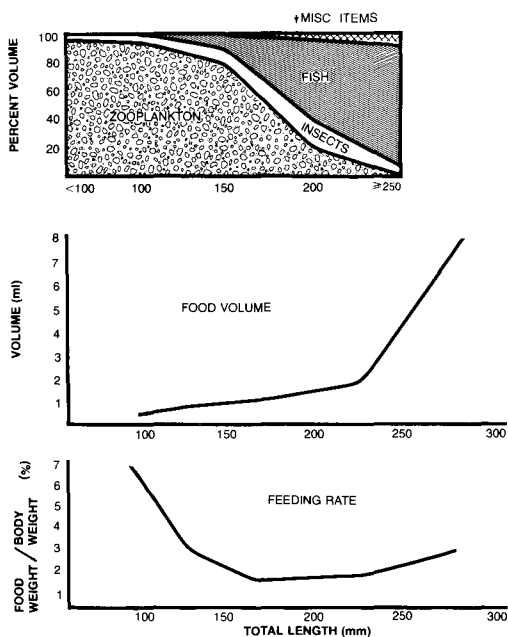 ↓MISC ITEMS
PERCENT VOLUME
100
80
60
40
20
FISH
ZOOPLANKTON
INSECTS
<100 100 150 200 ≥250
VOLUME (ml)
8
7
6
5
4
3
2
1
FOOD VOLUME
100 150 200 250 300
FOOD WEIGHT / BODY WEIGHT (%)
7
6
5
4
3
2
1
FEEDING RATE
100 150 200 250 300
TOTAL LENGTH (mm)